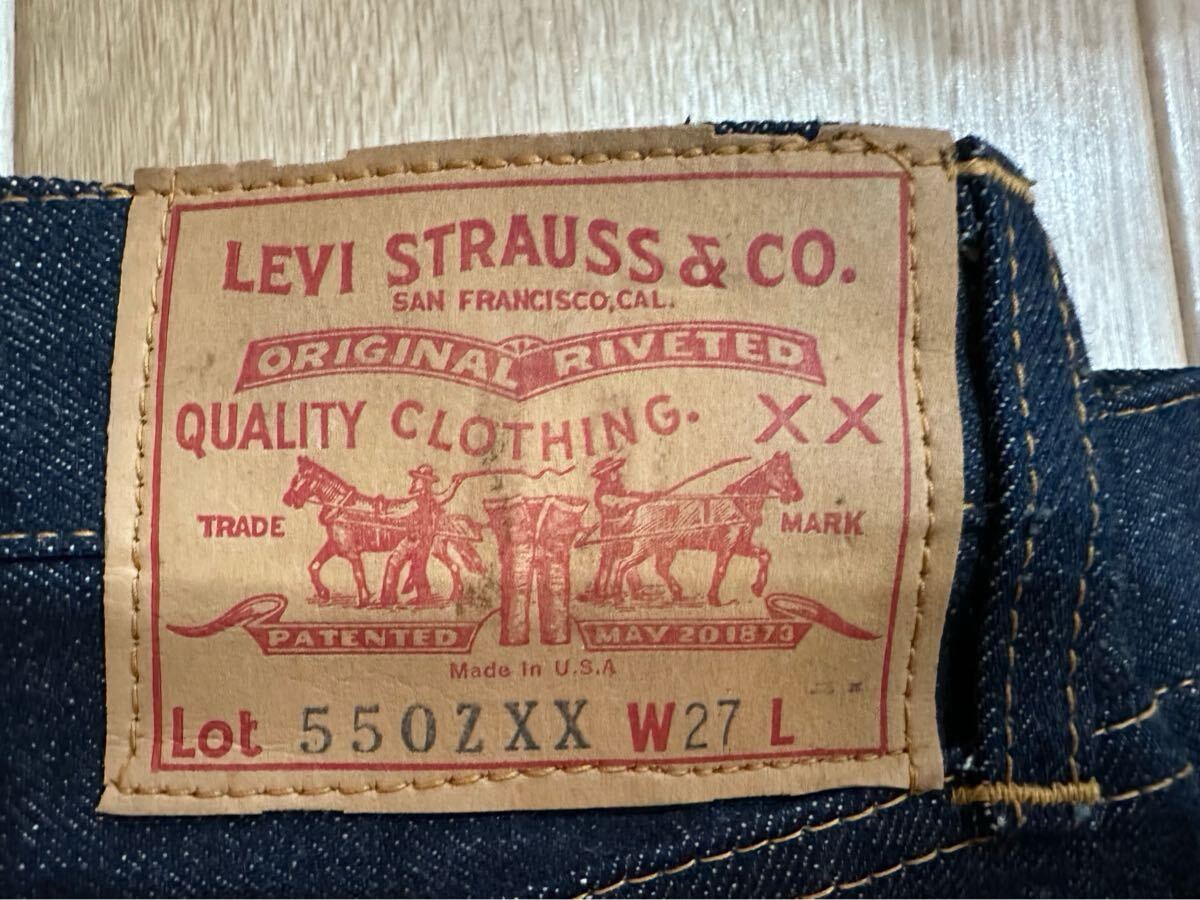 LEVI STRAUSS & CO.
SAN FRANCISCO, CAL.
ORIGINAL RIVETED
QUALITY CLOTHING. XX
TRADE MARK
PATENTED MAY 20 1873
Made in U.S.A
Lot 550ZXX W27 L